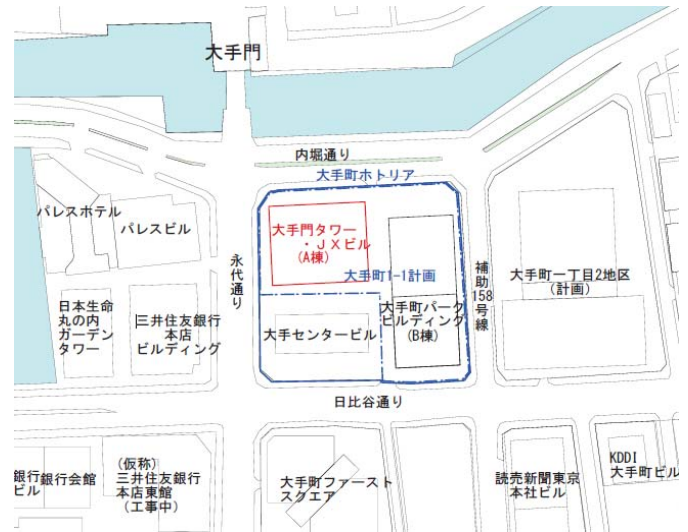 大手門
内堀通り
大手町ホトリア
パレスホテル
パレスビル
永代通り
大手門タワー
・ＪＸビル
(A棟)
大手町1-1計画
補助158号線
大手町一丁目2地区
(計画)
日本生命
丸の内
ガーデン
タワー
三井住友銀行
本店
ビルディング
大手センタービル
大手町パーク
ビルディング
(B棟)
日比谷通り
銀行
ビル
銀行会館
(仮称)
三井住友銀行
本店東館
(工事中)
大手町ファースト
スクエア
読売新聞東京
本社ビル
KDDI
大手町ビル